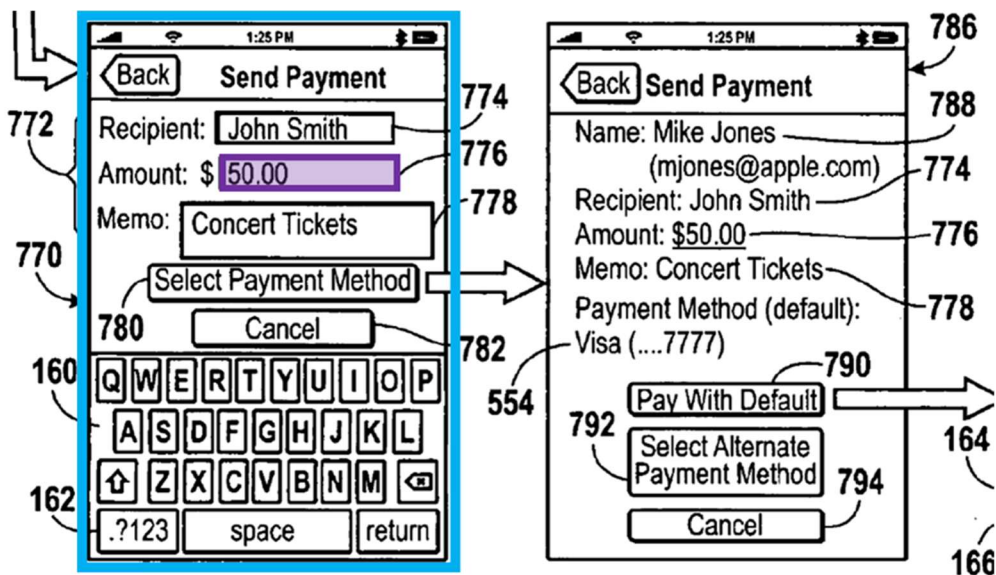 1:25 PM
Back Send Payment
772 Recipient: John Smith 774
Amount: $ 50.00 776
Memo: Concert Tickets 778
770
Select Payment Method
780 Cancel 782
160 Q W E R T Y U I O P
A S D F G H J K L
Z X C V B N M
162 .?123 space return
1:25 PM 786
Back Send Payment
Name: Mike Jones 788
(mjones@apple.com)
Recipient: John Smith 774
Amount: $50.00 776
Memo: Concert Tickets 778
Payment Method (default):
Visa (....7777)
554 790
Pay With Default
792 Select Alternate 164
Payment Method
794
Cancel
166